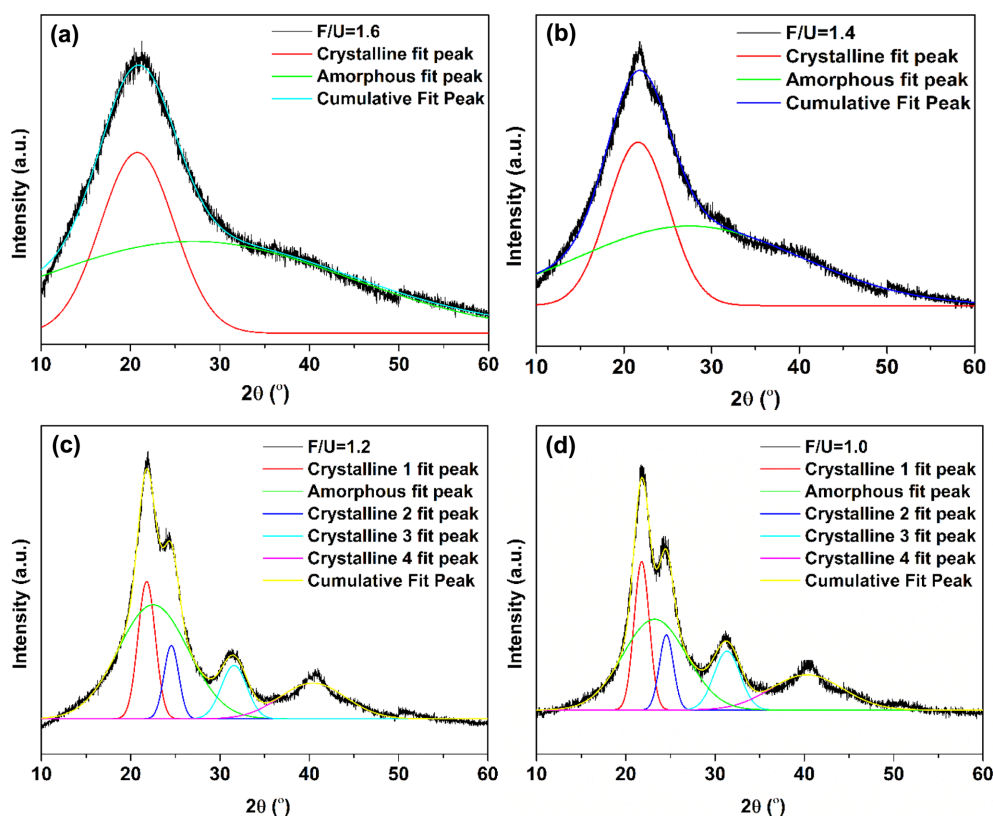 (a)
F/U=1.6
Crystalline fit peak
Amorphous fit peak
Cumulative Fit Peak
Intensity (a.u.)
10 20 30 40 50 60
2θ (°)
(b)
F/U=1.4
Crystalline fit peak
Amorphous fit peak
Cumulative Fit Peak
Intensity (a.u.)
10 20 30 40 50 60
2θ (°)
(c)
F/U=1.2
Crystalline 1 fit peak
Amorphous fit peak
Crystalline 2 fit peak
Crystalline 3 fit peak
Crystalline 4 fit peak
Cumulative Fit Peak
Intensity (a.u.)
10 20 30 40 50 60
2θ (°)
(d)
F/U=1.0
Crystalline 1 fit peak
Amorphous fit peak
Crystalline 2 fit peak
Crystalline 3 fit peak
Crystalline 4 fit peak
Cumulative Fit Peak
Intensity (a.u.)
10 20 30 40 50 60
2θ (°)